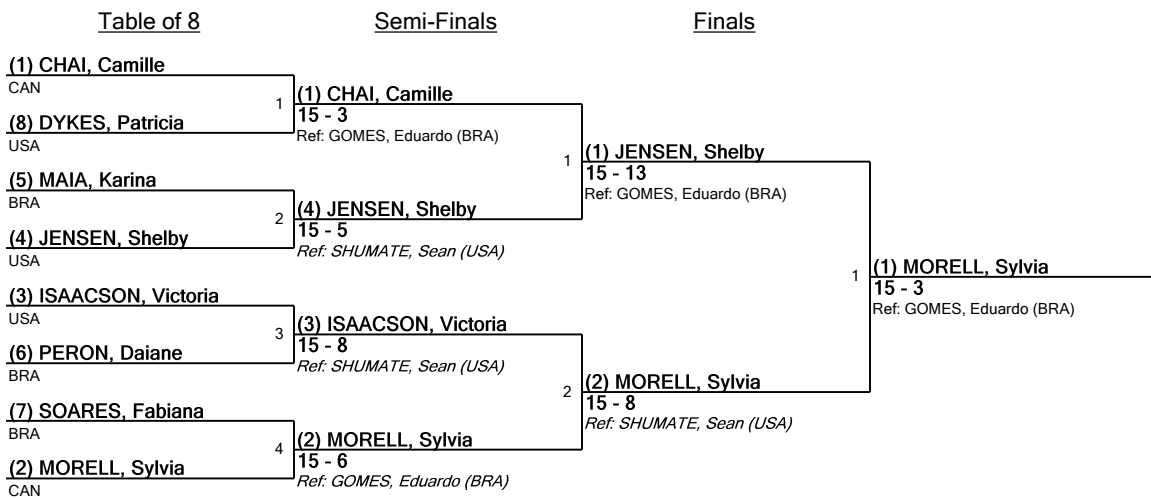 Table of 8
Semi-Finals
Finals
(1) CHAI, Camille
CAN
1
(8) DYKES, Patricia
USA
(5) MAIA, Karina
BRA
2
(4) JENSEN, Shelby
USA
(3) ISAACSON, Victoria
USA
3
(6) PERON, Daiane
BRA
(7) SOARES, Fabiana
BRA
4
(2) MORELL, Sylvia
CAN
(1) CHAI, Camille
15 - 3
Ref: GOMES, Eduardo (BRA)
1
(4) JENSEN, Shelby
15 - 5
Ref: SHUMATE, Sean (USA)
(3) ISAACSON, Victoria
15 - 8
Ref: SHUMATE, Sean (USA)
2
(2) MORELL, Sylvia
15 - 6
Ref: GOMES, Eduardo (BRA)
(1) JENSEN, Shelby
15 - 13
Ref: GOMES, Eduardo (BRA)
1
(2) MORELL, Sylvia
15 - 8
Ref: SHUMATE, Sean (USA)
(1) MORELL, Sylvia
15 - 3
Ref: GOMES, Eduardo (BRA)